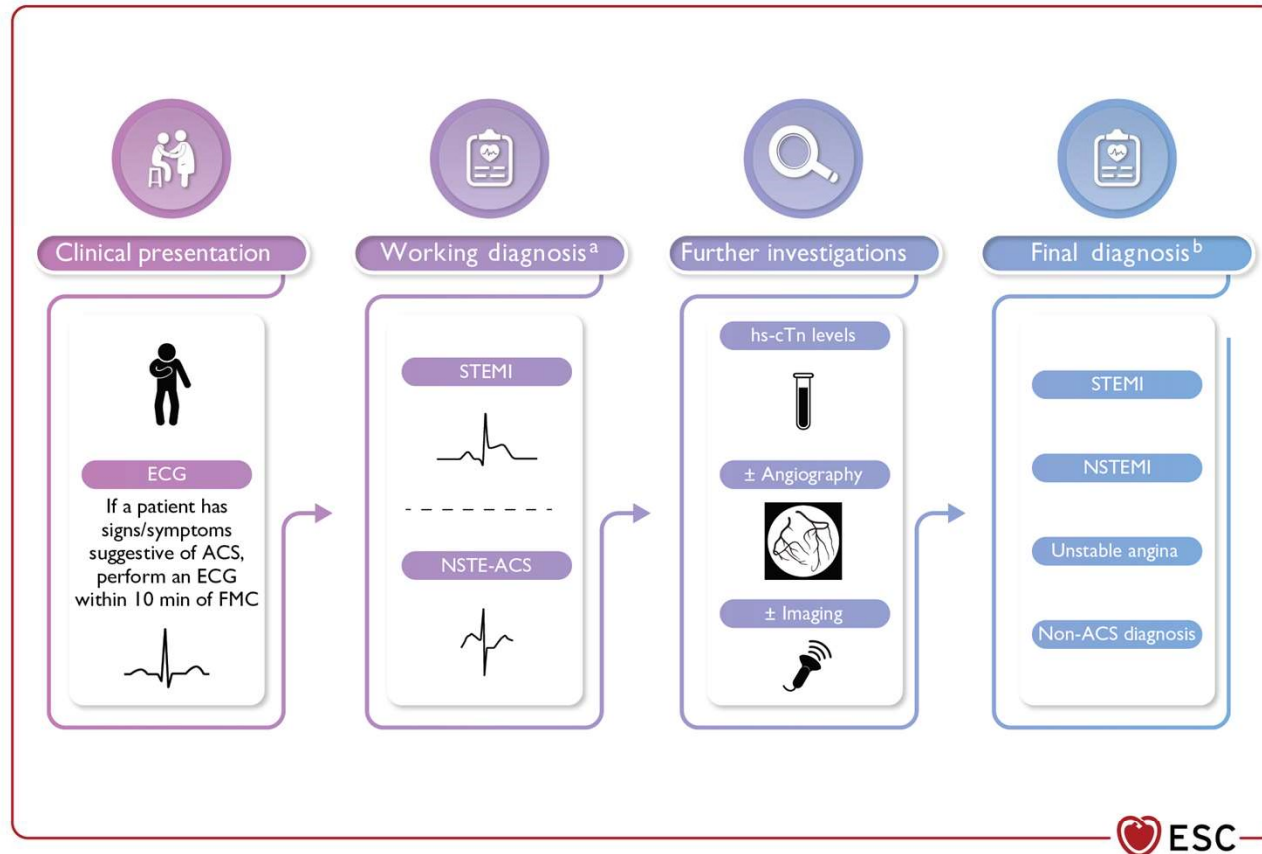 Clinical presentation
ECG
If a patient has
signs/symptoms
suggestive of ACS,
perform an ECG
within 10 min of FMC
Working diagnosisᵃ
STEMI
NSTE-ACS
Further investigations
hs-cTn levels
± Angiography
± Imaging
Final diagnosisᵇ
STEMI
NSTEMI
Unstable angina
Non-ACS diagnosis
ESC